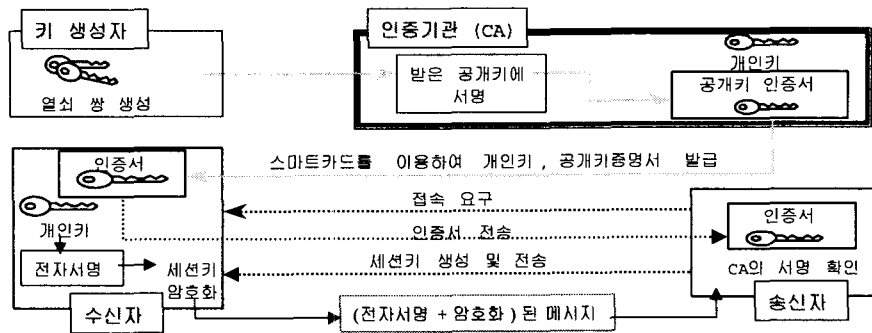 키 생성자
열쇠 쌍 생성
인증기관 (CA)
받은 공개키에
서명
개인키
공개키 인증서
스마트카드를 이용하여 개인키, 공개키증명서 발급
인증서
개인키
전자서명
세션키
암호화
수신자
접속 요구
인증서 전송
세션키 생성 및 전송
인증서
CA의 서명 확인
송신자
(전자서명 + 암호화)된 메시지